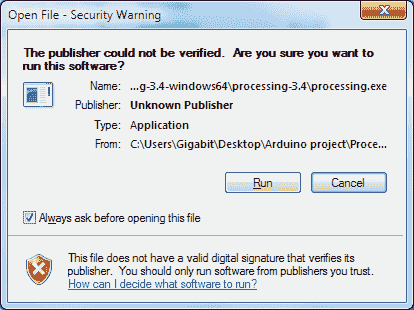 Open File - Security Warning
The publisher could not be verified.  Are you sure you want to
run this software?
Name: ...g-3.4-windows64\processing-3.4\processing.exe
Publisher: Unknown Publisher
Type: Application
From: C:\Users\Gigabit\Desktop\Arduino project\Proce...
Run Cancel
Always ask before opening this file
This file does not have a valid digital signature that verifies its
publisher.  You should only run software from publishers you trust.
How can I decide what software to run?